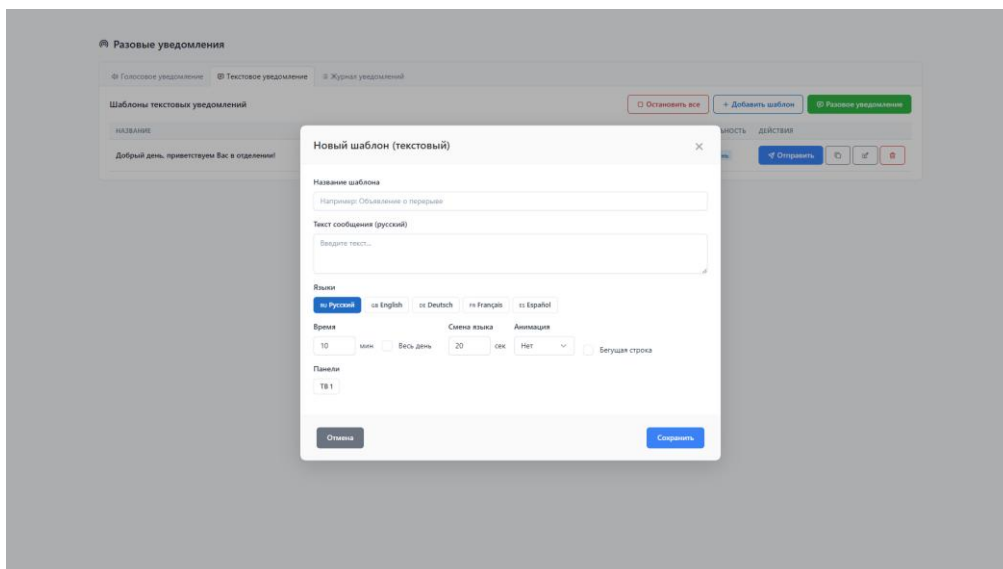 Разовые уведомления
Голосовое уведомление Текстовое уведомление Журнал уведомлений
Шаблоны текстовых уведомлений Остановить все + Добавить шаблон Разовое уведомление
НАЗВАНИЕ ДЕЙСТВИЯ
Добрый день, приветствуем Вас в отделении! Отправить
Новый шаблон (текстовый)
Название шаблона
Например: Объявление о перерыве
Текст сообщения (русский)
Введите текст...
Языки
RU Русский GB English DE Deutsch FR Français ES Español
Время Смена языка Анимация
10 мин Весь день 20 сек Нет Бегущая строка
Панели
ТВ 1
Отмена Сохранить